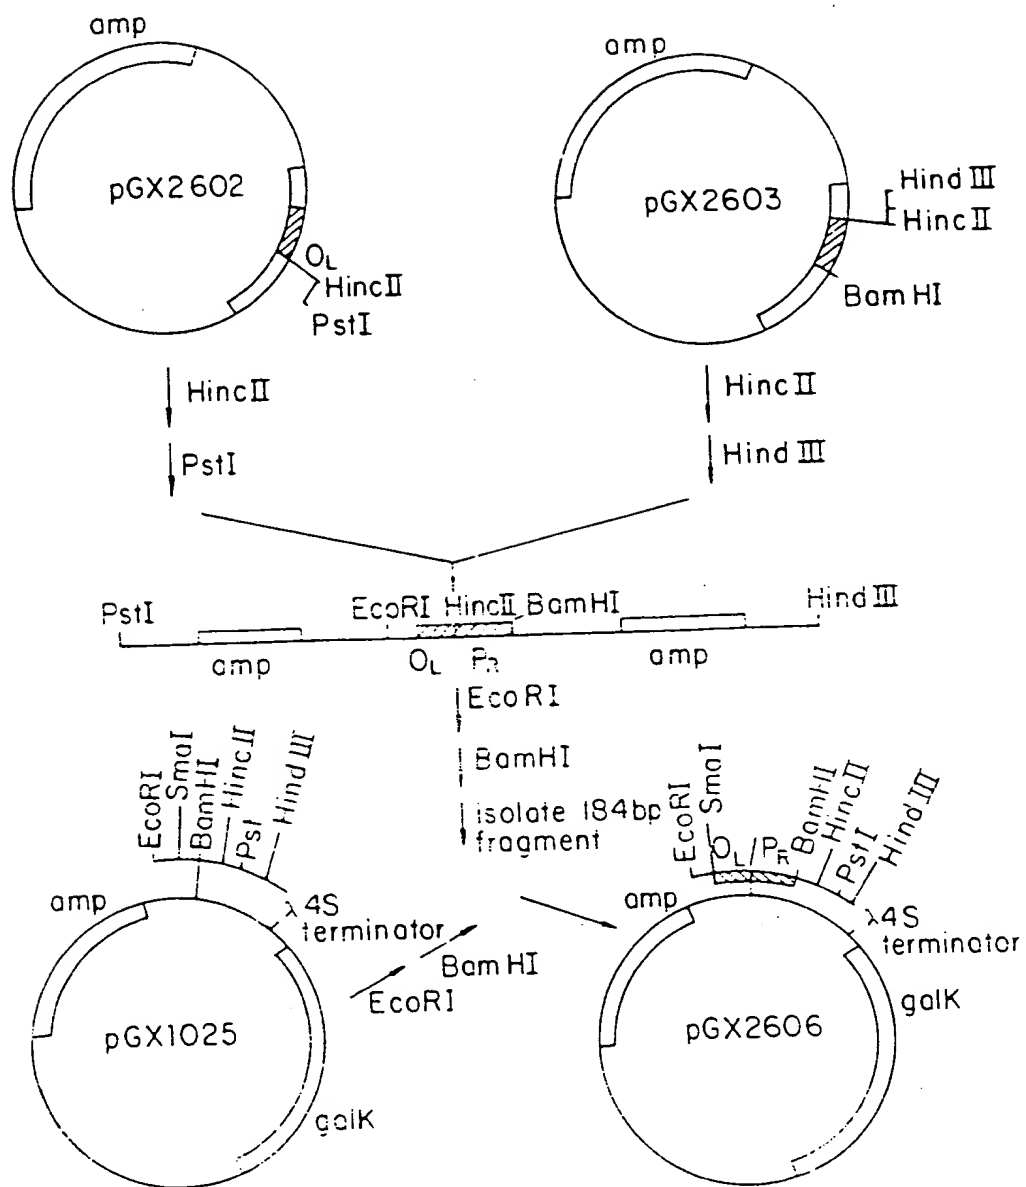 amp
pGX2602
OL
HincII
PstI
amp
pGX2603
Hind III
Hinc II
Bam HI
HincII
PstI
HincII
Hind III
PstI
EcoRI HincII BamHI
Hind III
amp
OL PR
amp
EcoRI
BamHI
isolate 184bp
fragment
EcoRI
SmaI
BamHI
HincII
Pst
Hind III
amp
λ4S
terminator
BamHI
EcoRI
pGX1025
galK
EcoRI
SmaI
OL PR
BamHI
HincII
PstI
Hind III
amp
λ4S
terminator
galK
pGX2606